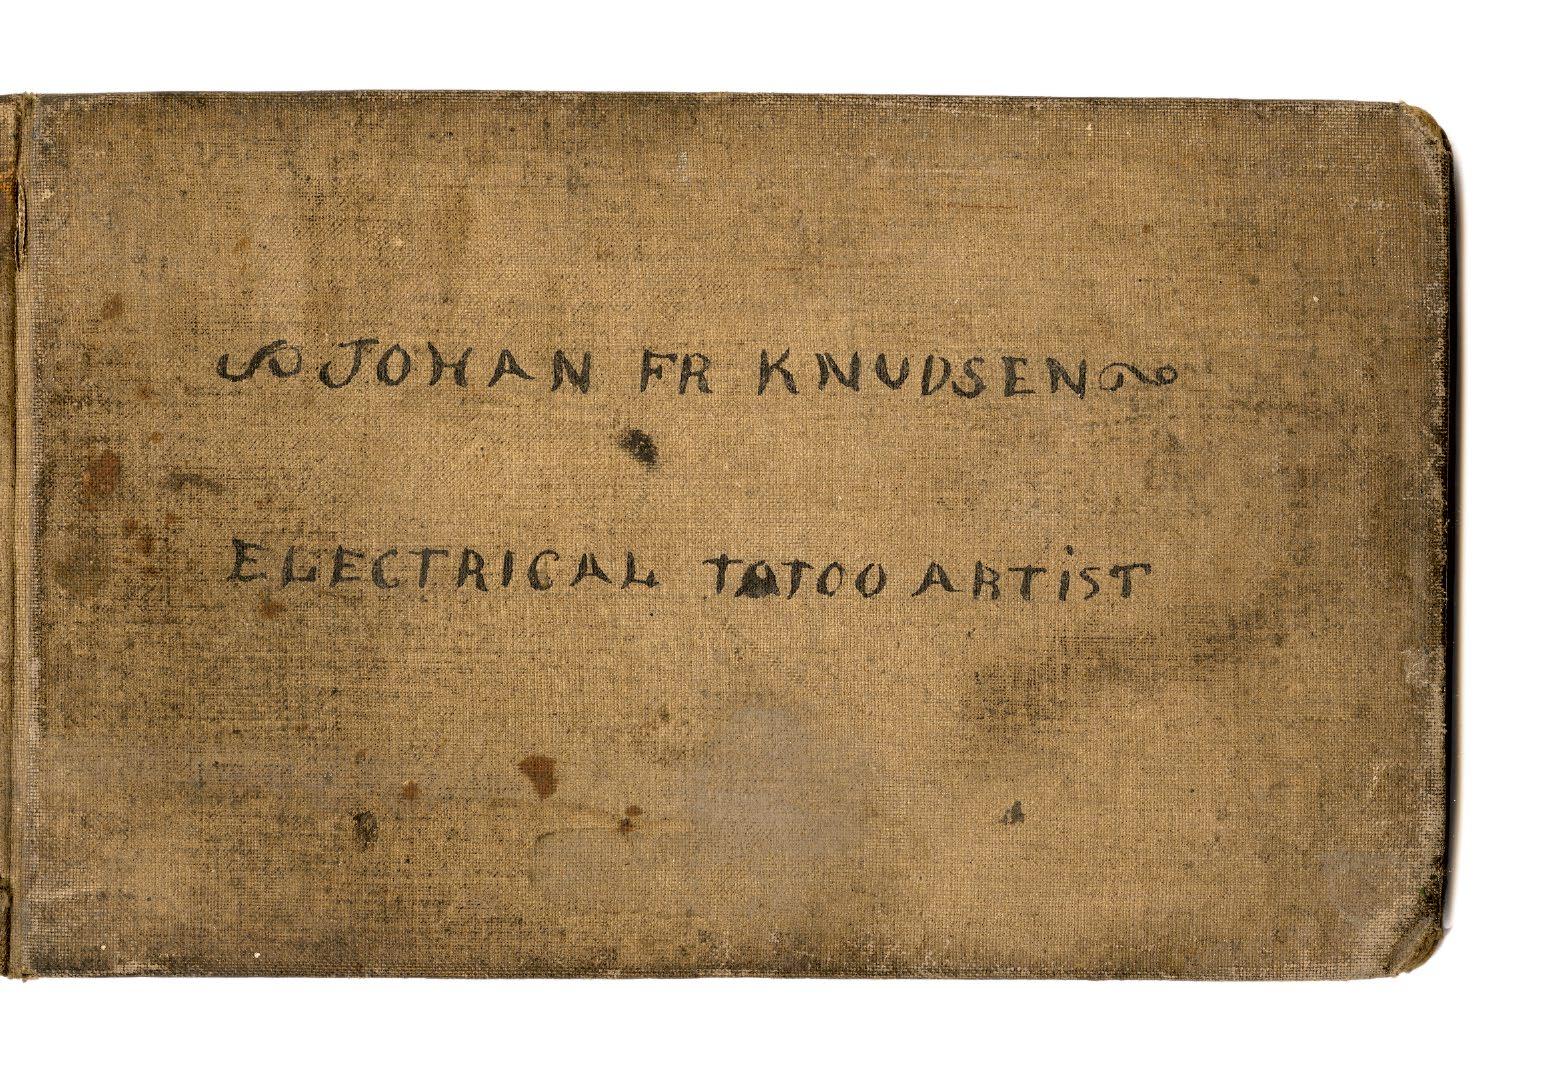 JOHAN FR KNUDSEN
ELECTRICAL TATOO ARTiST